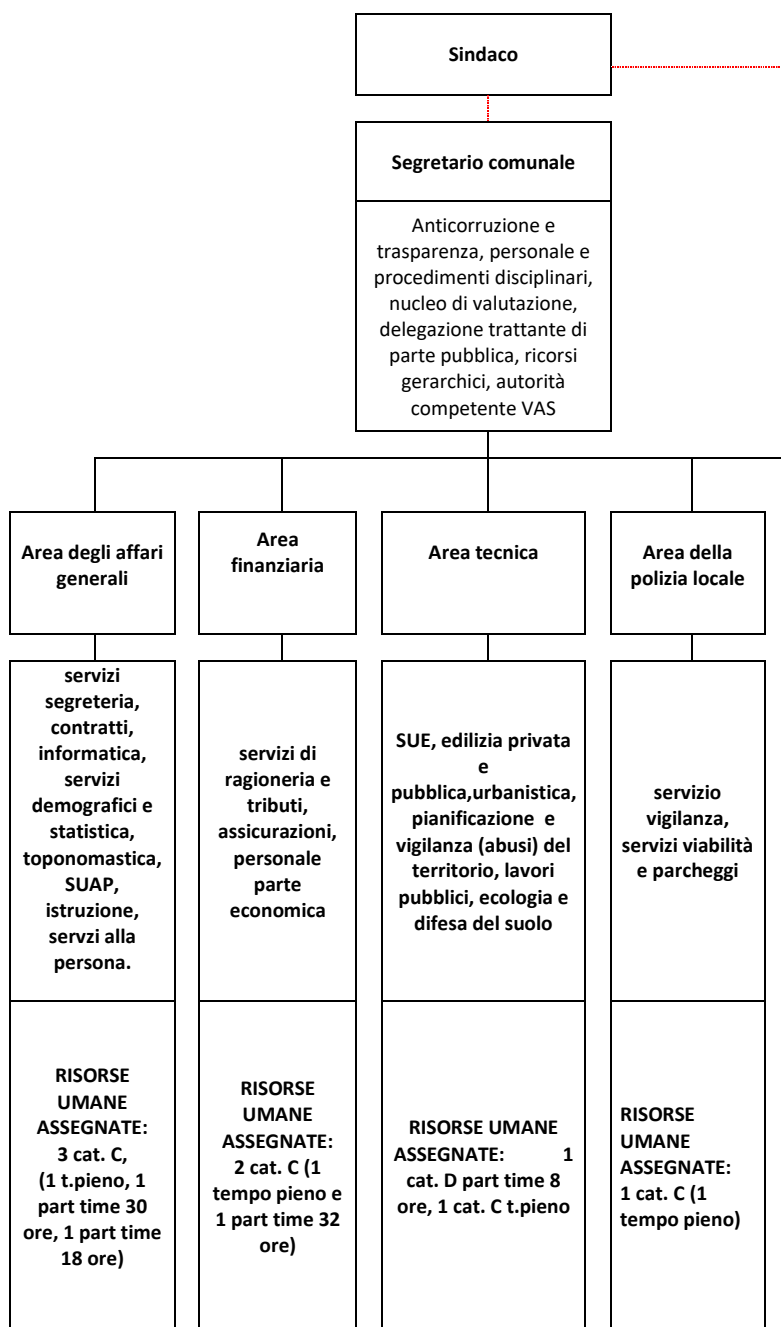 Sindaco
Segretario comunale
Anticorruzione e
trasparenza, personale e
procedimenti disciplinari,
nucleo di valutazione,
delegazione trattante di
parte pubblica, ricorsi
gerarchici, autorità
competente VAS
Area degli affari
generali
Area
finanziaria
Area tecnica
Area della
polizia locale
servizi
segreteria,
contratti,
informatica,
servizi
demografici e
statistica,
toponomastica,
SUAP,
istruzione,
servzi alla
persona.
servizi di
ragioneria e
tributi,
assicurazioni,
personale
parte
economica
SUE, edilizia privata
e
pubblica,urbanistica,
pianificazione e
vigilanza (abusi) del
territorio, lavori
pubblici, ecologia e
difesa del suolo
servizio
vigilanza,
servizi viabilità
e parcheggi
RISORSE
UMANE
ASSEGNATE:
3 cat. C,
(1 t.pieno, 1
part time 30
ore, 1 part time
18 ore)
RISORSE
UMANE
ASSEGNATE:
2 cat. C (1
tempo pieno e
1 part time 32
ore)
RISORSE UMANE
ASSEGNATE: 1
cat. D part time 8
ore, 1 cat. C t.pieno
RISORSE
UMANE
ASSEGNATE:
1 cat. C (1
tempo pieno)